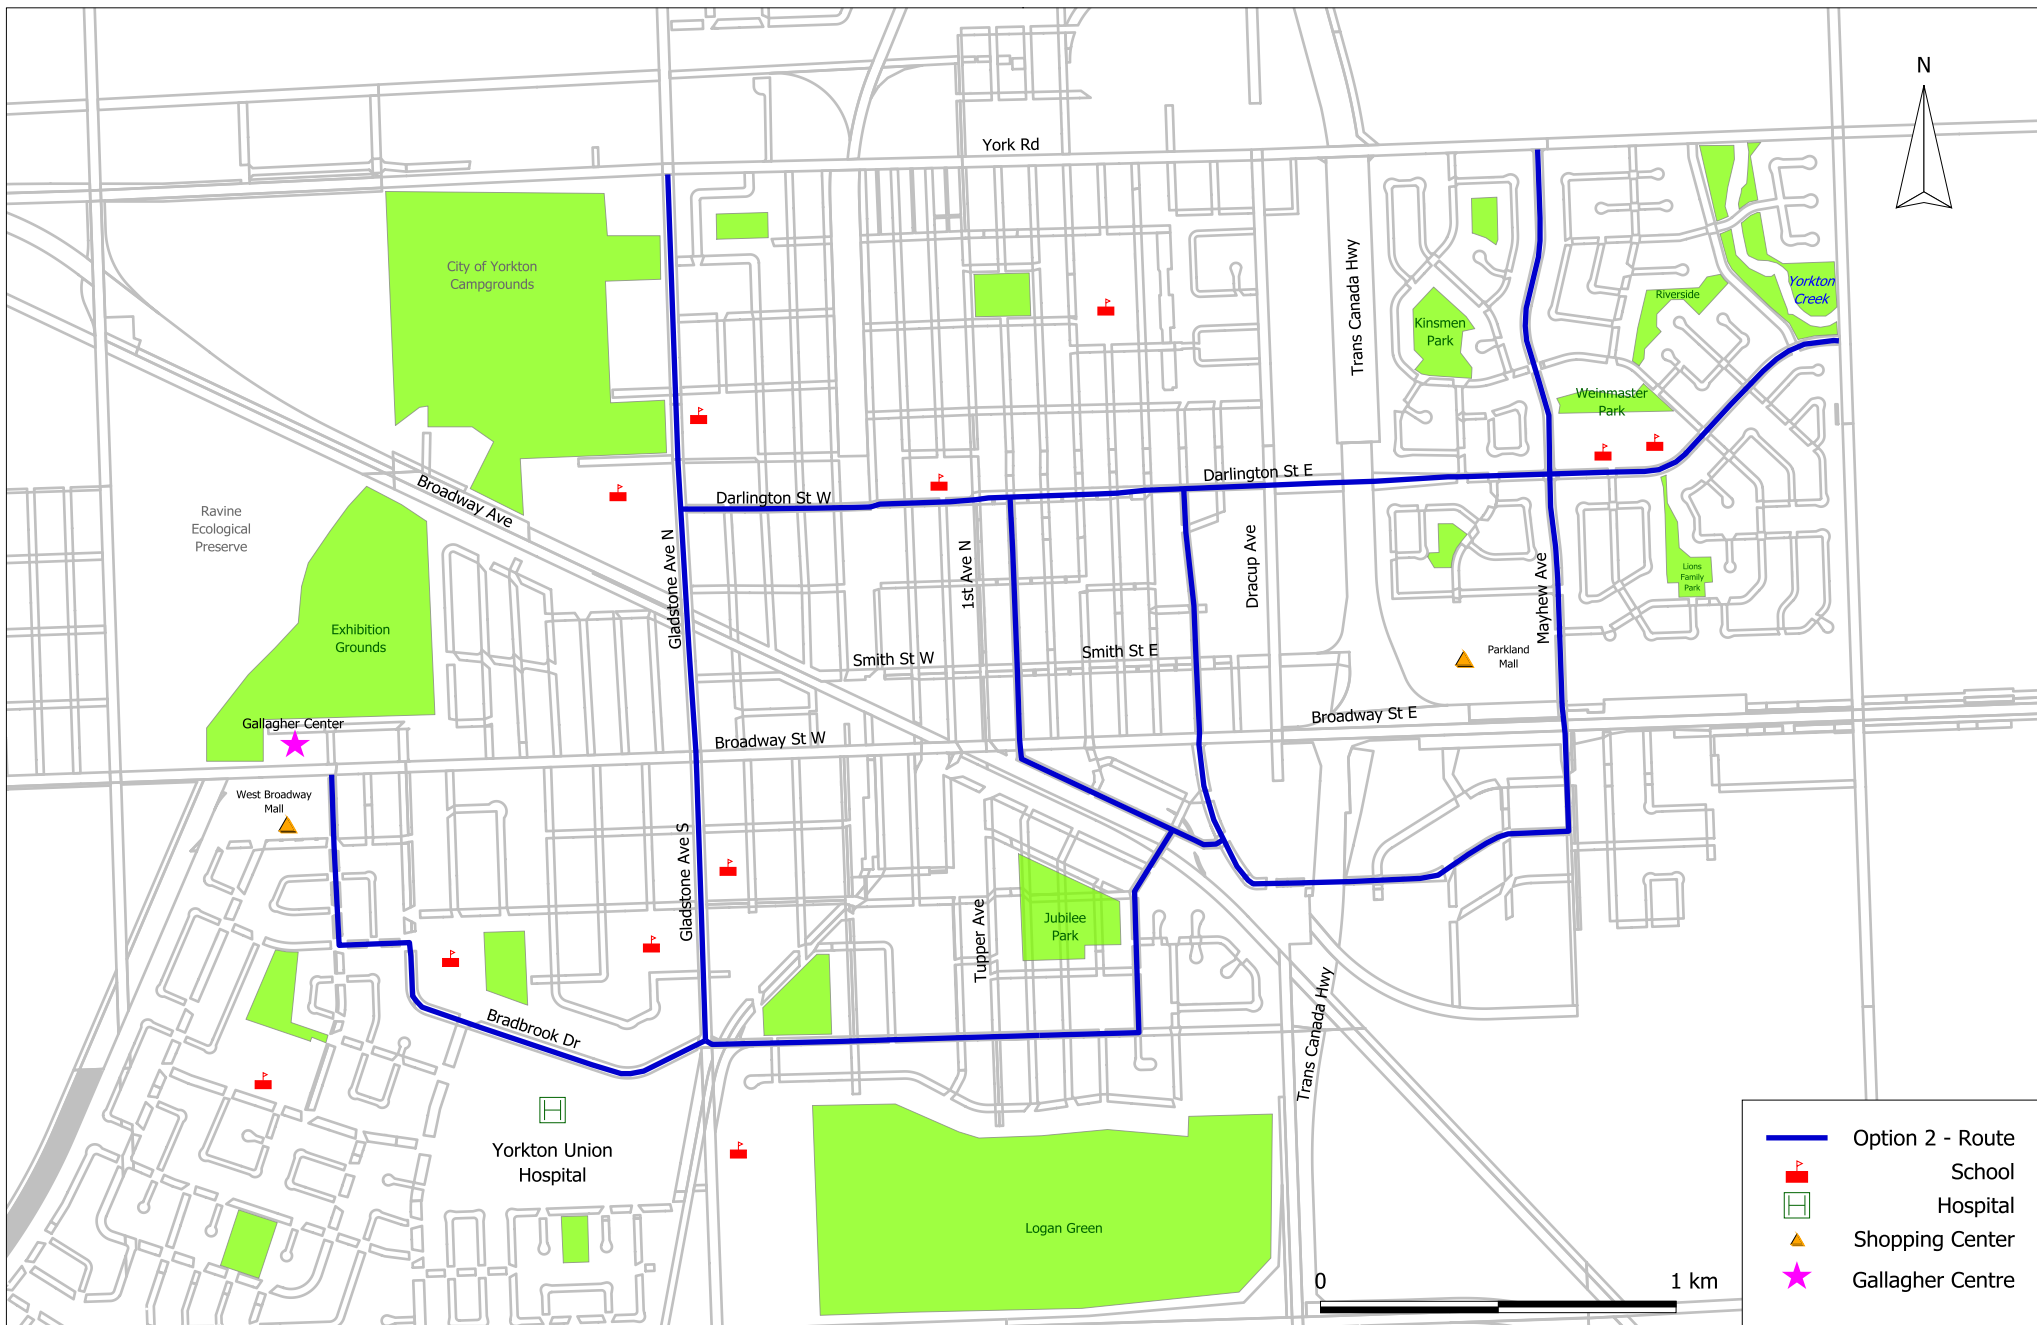 N
York Rd
City of Yorkton
Campgrounds
Trans Canada Hwy
Yorkton
Creek
Riverside
Kinsmen
Park
Weinmaster
Park
Darlington St E
Darlington St W
Broadway Ave
Ravine
Ecological
Preserve
Gladstone Ave N
1st Ave N
Dracup Ave
Mayhew Ave
Lions
Family
Park
Exhibition
Grounds
Smith St W
Smith St E
Parkland
Mall
Gallagher Center
Broadway St W
Broadway St E
West Broadway
Mall
Gladstone Ave S
Tupper Ave
Jubilee
Park
Bradbrook Dr
Trans Canada Hwy
Yorkton Union
Hospital
Logan Green
0
1 km
Option 2 - Route
School
Hospital
Shopping Center
Gallagher Centre